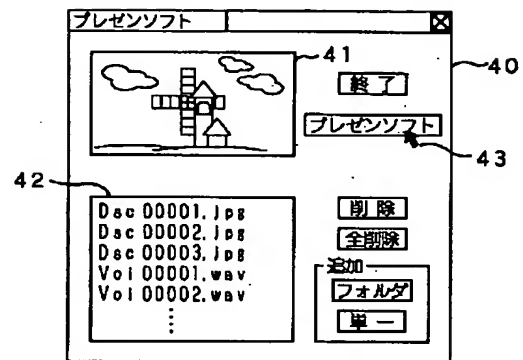 プレゼンソフト
41
40
終了
プレゼンソフト
43
42
Dsc00001.jpg
Dsc00002.jpg
Dsc00003.jpg
Voi00001.wav
Voi00002.wav
⋮
削除
全削除
追加
フォルダ
単一